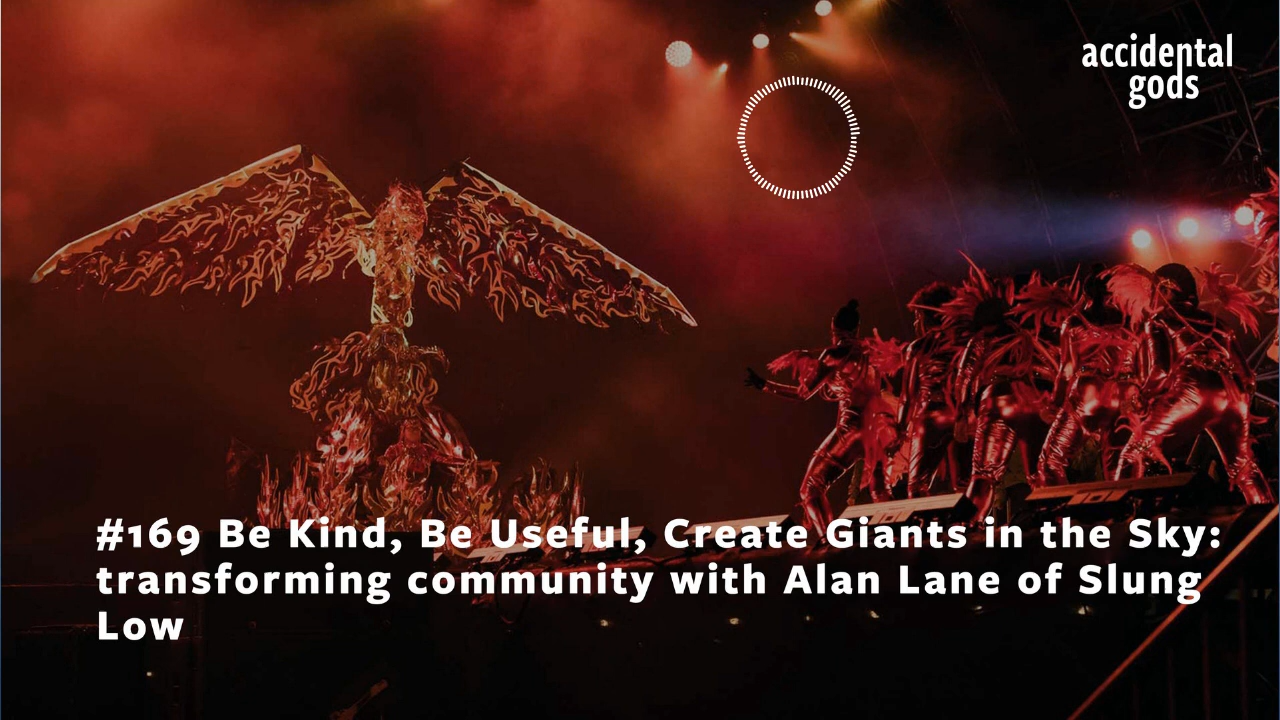 accidental
gods
#169 Be Kind, Be Useful, Create Giants in the Sky:
transforming community with Alan Lane of Slung
Low